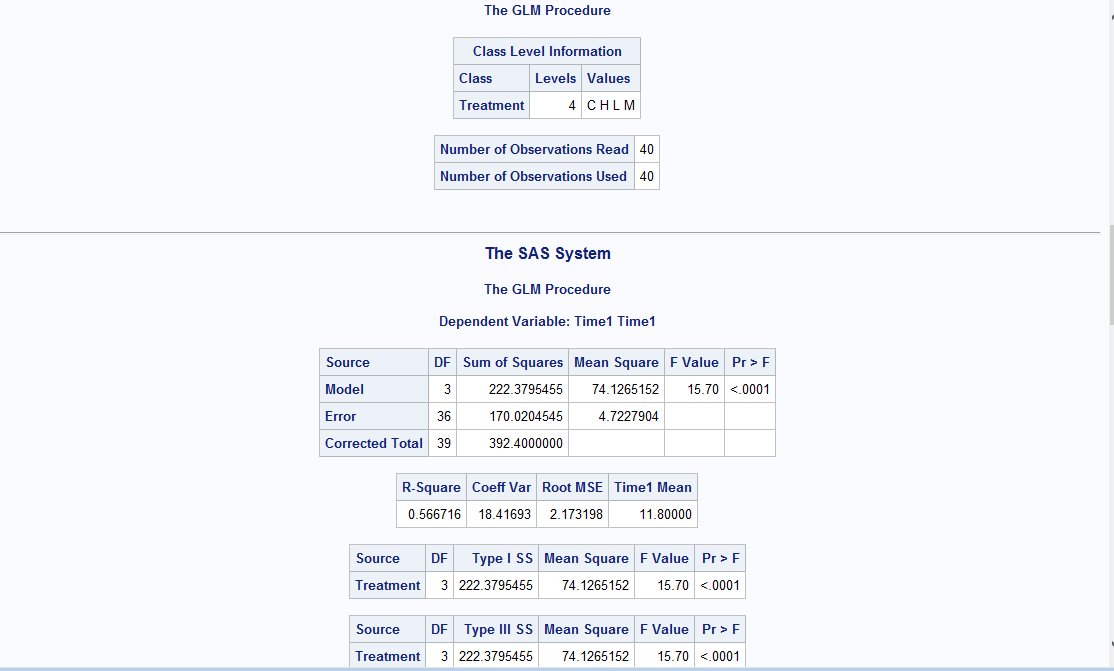 The GLM Procedure
Class Level Information
Class Levels Values
Treatment 4 C H L M
Number of Observations Read 40
Number of Observations Used 40
The SAS System
The GLM Procedure
Dependent Variable: Time1 Time1
Source DF Sum of Squares Mean Square F Value Pr > F
Model 3 222.3795455 74.1265152 15.70 <.0001
Error 36 170.0204545 4.7227904
Corrected Total 39 392.4000000
R-Square Coeff Var Root MSE Time1 Mean
0.566716 18.41693 2.173198 11.80000
Source DF Type I SS Mean Square F Value Pr > F
Treatment 3 222.3795455 74.1265152 15.70 <.0001
Source DF Type III SS Mean Square F Value Pr > F
Treatment 3 222.3795455 74.1265152 15.70 <.0001